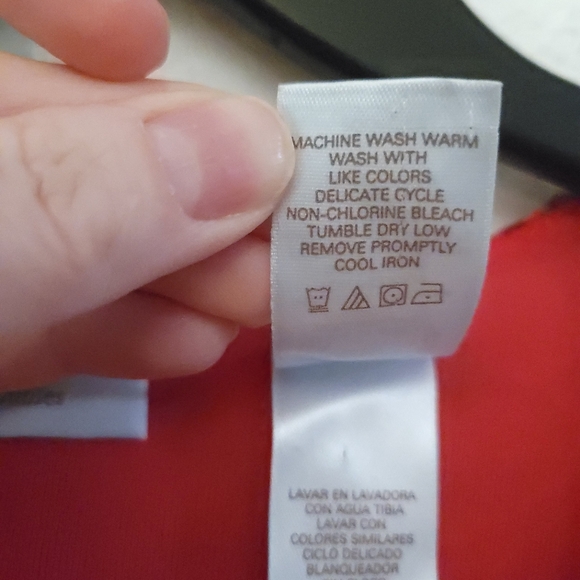 MACHINE WASH WARM
WASH WITH
LIKE COLORS
DELICATE CYCLE
NON-CHLORINE BLEACH
TUMBLE DRY LOW
REMOVE PROMPTLY
COOL IRON
LAVAR EN LAVADORA
CON AGUA TIBIA
LAVAR CON
COLORES SIMILARES
CICLO DELICADO
BLANQUEADOR